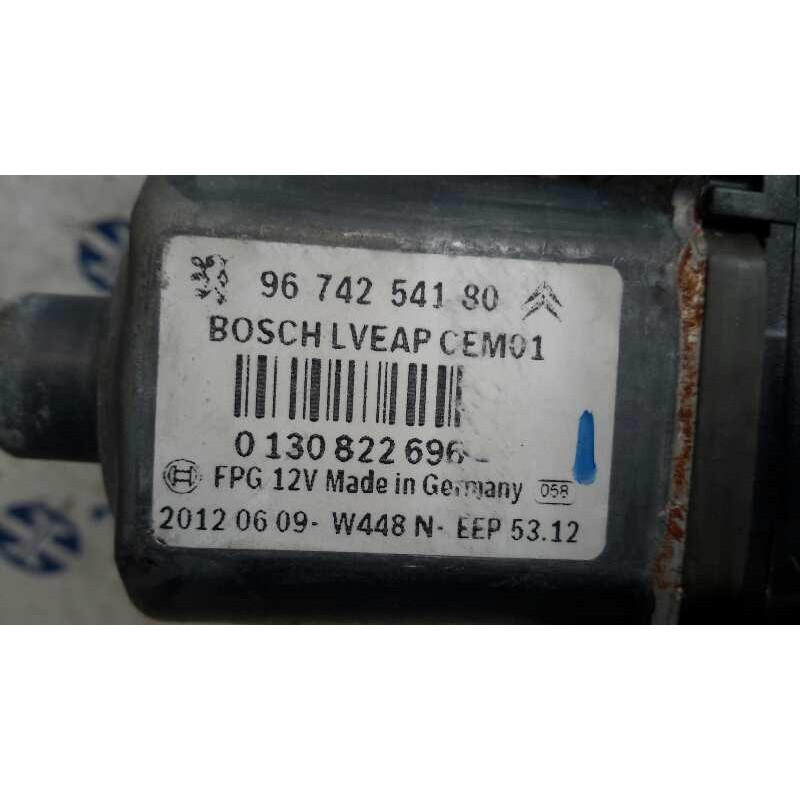 96 742 541 80
BOSCH LVEAP CEM01
0 130 822 696
FPG 12V Made in Germany 058
2012 06 09- W448 N- EEP 53.12